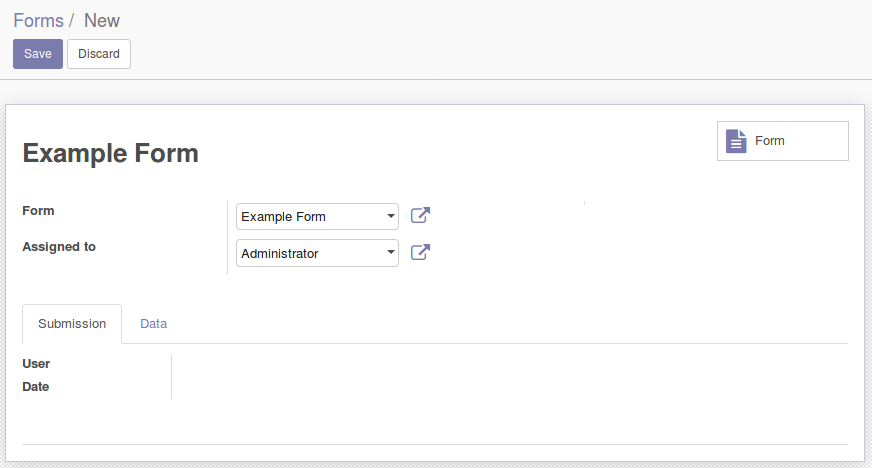 Forms / New
Save Discard
Form
Example Form
Form Example Form
Assigned to Administrator
Submission Data
User
Date